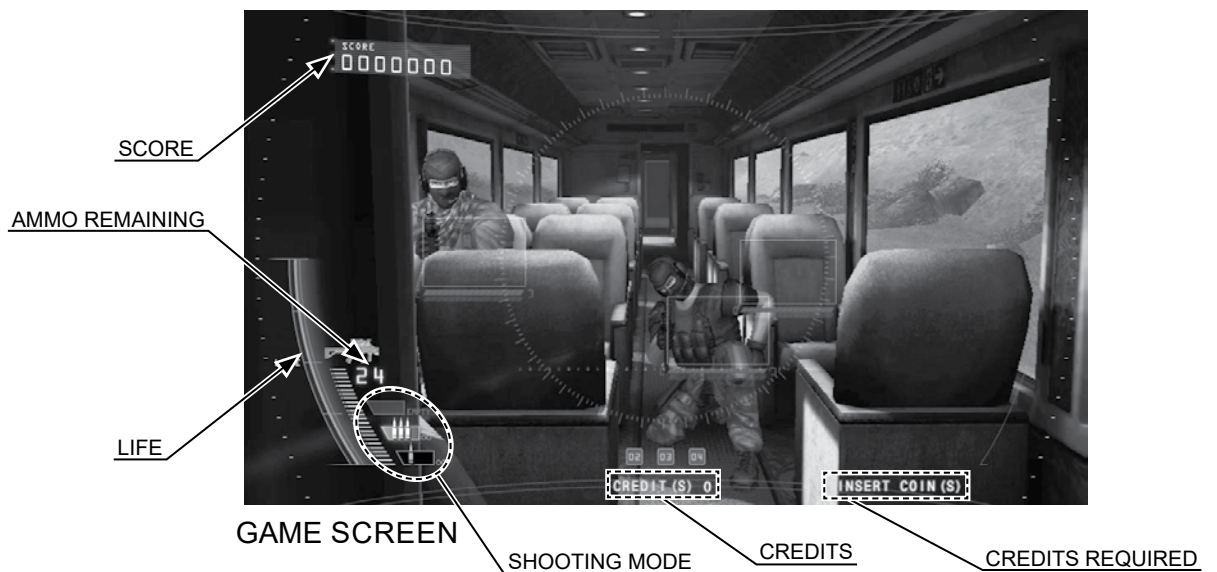 SCORE
0000000
SCORE
AMMO REMAINING
24
LIFE
02 03 04
CREDIT(S) 0
INSERT COIN(S)
GAME SCREEN
SHOOTING MODE
CREDITS
CREDITS REQUIRED